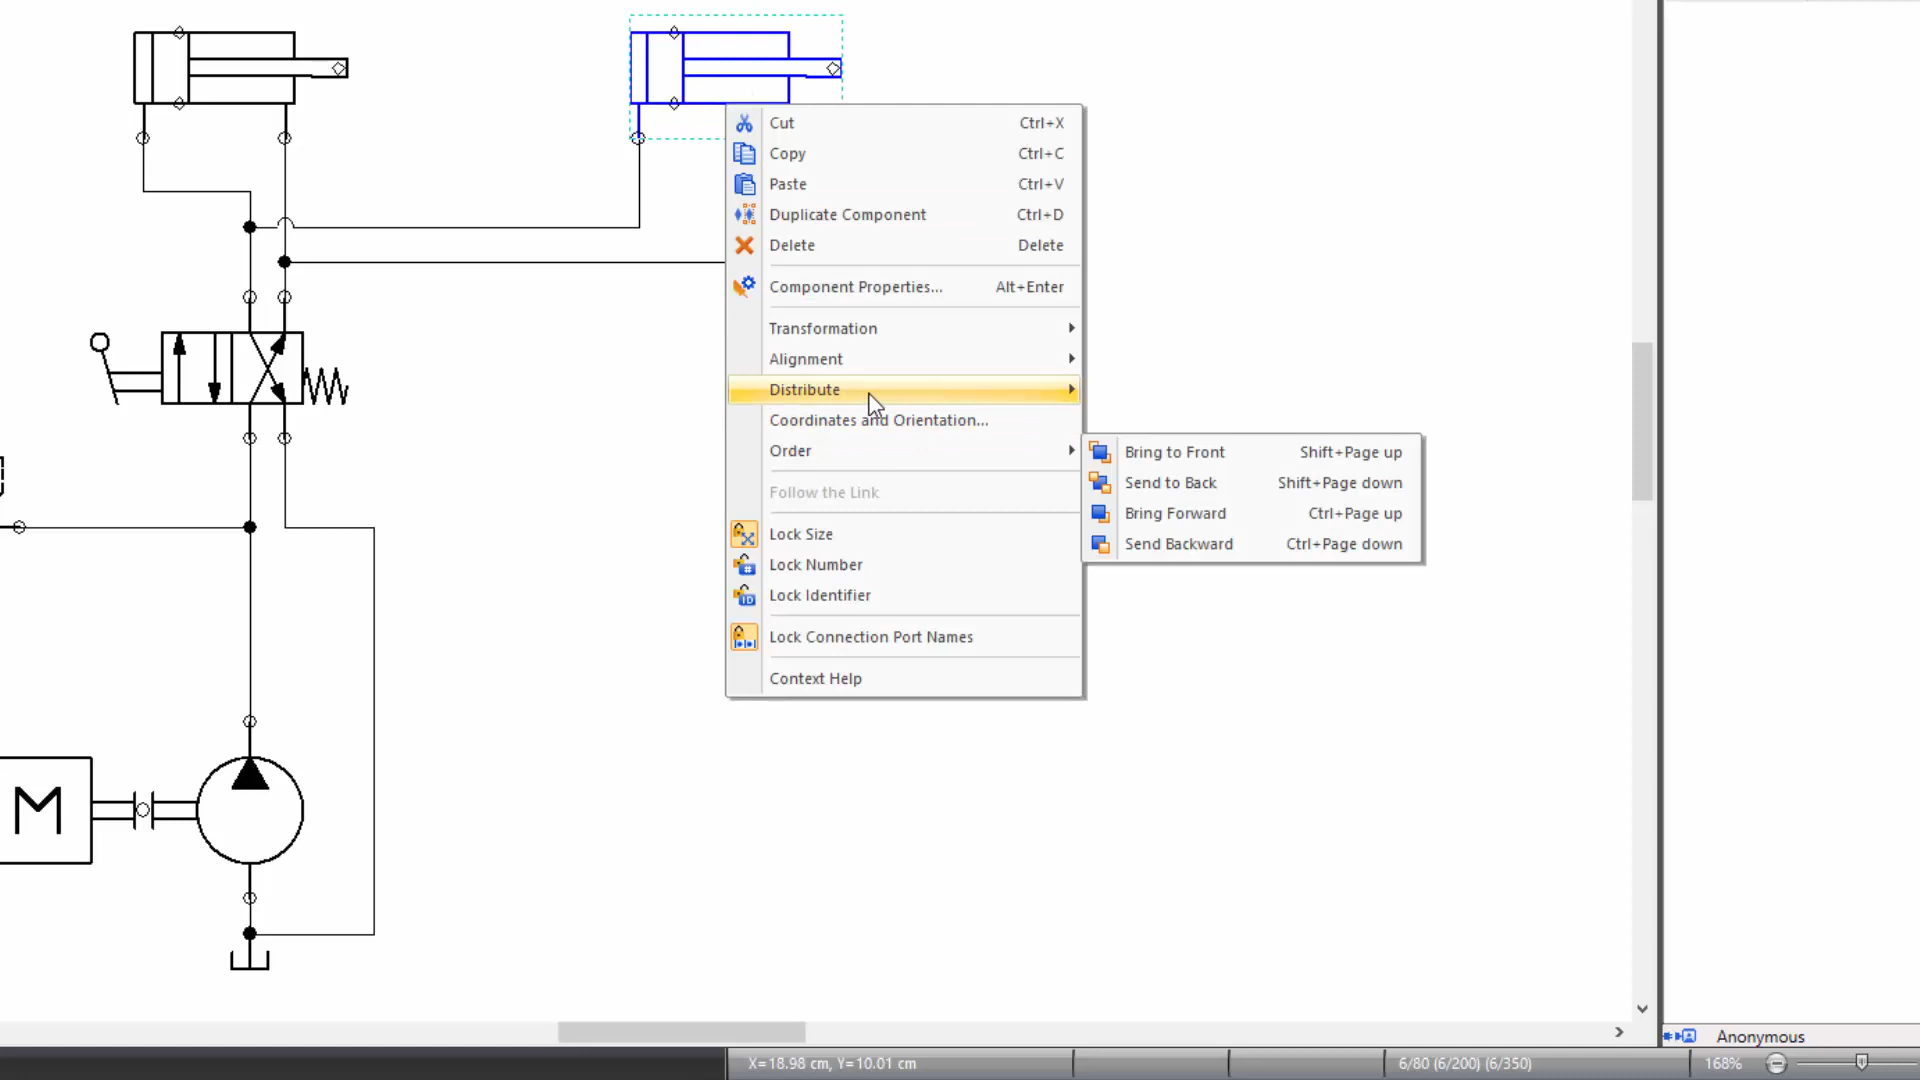 Cut Ctrl+X
Copy Ctrl+C
Paste Ctrl+V
Duplicate Component Ctrl+D
Delete Delete
Component Properties... Alt+Enter
Transformation
Alignment
Distribute
Coordinates and Orientation...
Order
Bring to Front Shift+Page up
Send to Back Shift+Page down
Bring Forward Ctrl+Page up
Send Backward Ctrl+Page down
Follow the Link
Lock Size
Lock Number
Lock Identifier
Lock Connection Port Names
Context Help
M
Anonymous
X=18.98 cm, Y=10.01 cm 6/80 (6/200) (6/350) 168%